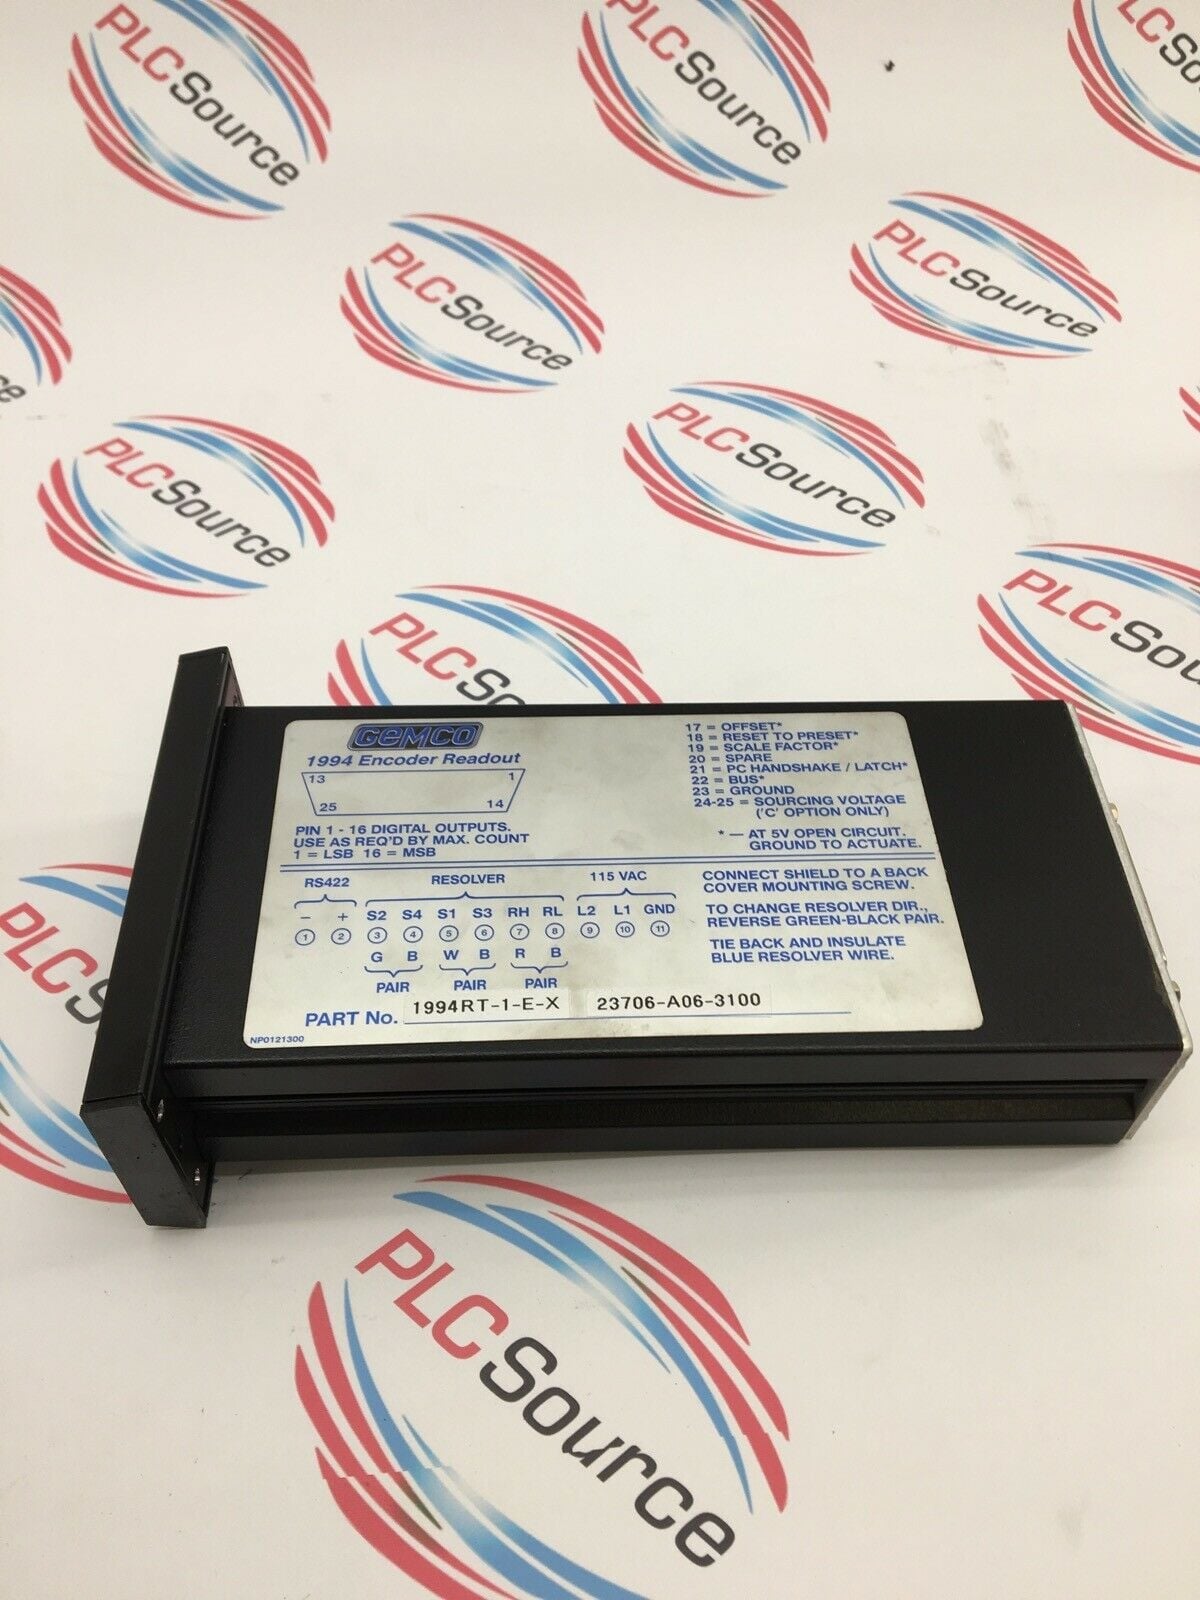 PLCSource
PLCSource
PLCSource
PLCSource
PLCSource
PLCSource
PLCSource
PLCSource
GEMCO
1994 Encoder Readout
13 1
25 14
PIN 1 - 16 DIGITAL OUTPUTS.
USE AS REQ'D BY MAX. COUNT
1 = LSB 16 = MSB
17 = OFFSET*
18 = RESET TO PRESET*
19 = SCALE FACTOR*
20 = SPARE
21 = PC HANDSHAKE / LATCH*
22 = BUS*
23 = GROUND
24-25 = SOURCING VOLTAGE
('C' OPTION ONLY)
* — AT 5V OPEN CIRCUIT.
GROUND TO ACTUATE.
RS422 RESOLVER 115 VAC
- + S2 S4 S1 S3 RH RL L2 L1 GND
1 2 3 4 5 6 7 8 9 10 11
G B W B R B
PAIR PAIR PAIR
CONNECT SHIELD TO A BACK
COVER MOUNTING SCREW.
TO CHANGE RESOLVER DIR.,
REVERSE GREEN-BLACK PAIR.
TIE BACK AND INSULATE
BLUE RESOLVER WIRE.
PART No. 1994RT-1-E-X 23706-A06-3100
NP0121300
PLCSource